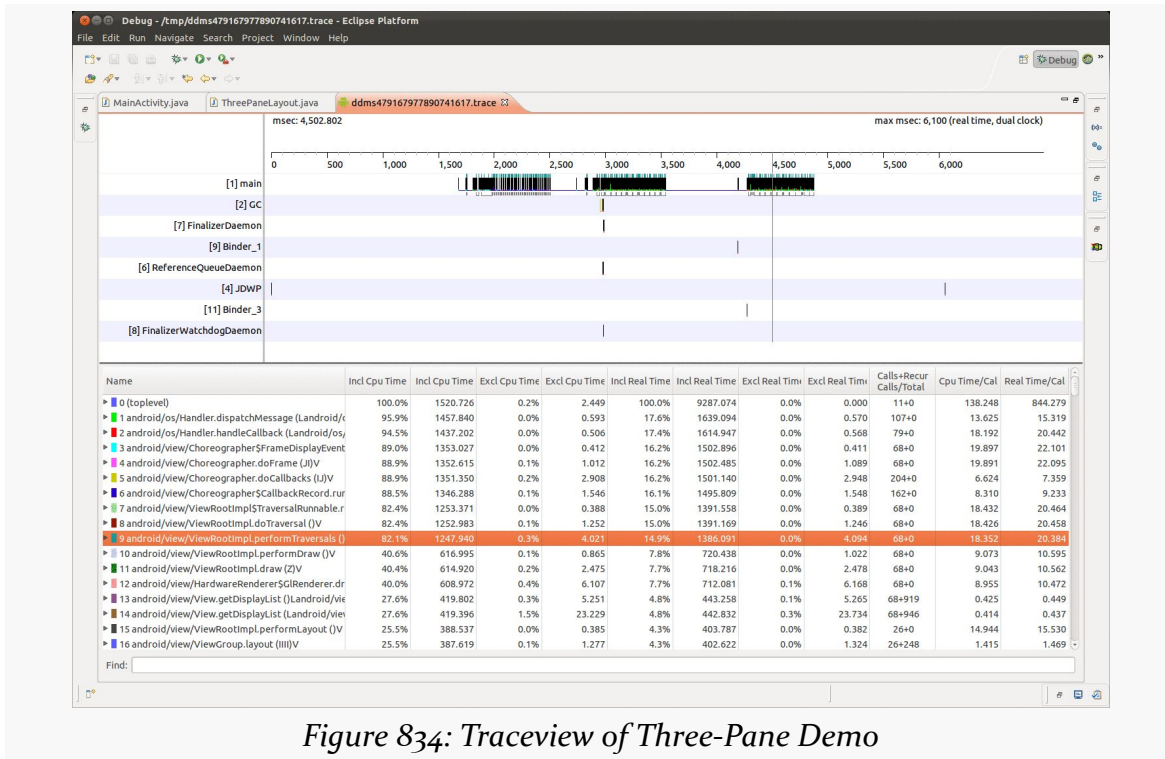 Debug - /tmp/ddms479167977890741617.trace - Eclipse Platform
File Edit Run Navigate Search Project Window Help
Debug »
MainActivity.java ThreePaneLayout.java ddms479167977890741617.trace
msec: 4,502.802 max msec: 6,100 (real time, dual clock)
0 500 1,000 1,500 2,000 2,500 3,000 3,500 4,000 4,500 5,000 5,500 6,000
[1] main
[2] GC
[7] FinalizerDaemon
[9] Binder_1
[6] ReferenceQueueDaemon
[4] JDWP
[11] Binder_3
[8] FinalizerWatchdogDaemon
Name Incl Cpu Time Incl Cpu Time Excl Cpu Time Excl Cpu Time Incl Real Time Incl Real Time Excl Real Time Excl Real Time Calls+Recur Calls/Total Cpu Time/Cal Real Time/Cal
0 (toplevel) 100.0% 1520.726 0.2% 2.449 100.0% 9287.074 0.0% 0.000 11+0 138.248 844.279
1 android/os/Handler.dispatchMessage (Landroid/o 95.9% 1457.840 0.0% 0.593 17.6% 1639.094 0.0% 0.570 107+0 13.625 15.319
2 android/os/Handler.handleCallback (Landroid/os/ 94.5% 1437.202 0.0% 0.506 17.4% 1614.947 0.0% 0.568 79+0 18.192 20.442
3 android/view/Choreographer$FrameDisplayEvent 89.0% 1353.027 0.0% 0.412 16.2% 1502.896 0.0% 0.411 68+0 19.897 22.101
4 android/view/Choreographer.doFrame (JI)V 88.9% 1352.615 0.1% 1.012 16.2% 1502.485 0.0% 1.089 68+0 19.891 22.095
5 android/view/Choreographer.doCallbacks (IJ)V 88.9% 1351.350 0.2% 2.908 16.2% 1501.140 0.0% 2.948 204+0 6.624 7.359
6 android/view/Choreographer$CallbackRecord.rur 88.5% 1346.288 0.1% 1.546 16.1% 1495.809 0.0% 1.548 162+0 8.310 9.233
7 android/view/ViewRootImpl$TraversalRunnable.r 82.4% 1253.371 0.0% 0.388 15.0% 1391.558 0.0% 0.389 68+0 18.432 20.464
8 android/view/ViewRootImpl.doTraversal ()V 82.4% 1252.983 0.1% 1.252 15.0% 1391.169 0.0% 1.246 68+0 18.426 20.458
9 android/view/ViewRootImpl.performTraversals () 82.1% 1247.940 0.3% 4.021 14.9% 1386.091 0.0% 4.094 68+0 18.352 20.384
10 android/view/ViewRootImpl.performDraw ()V 40.6% 616.995 0.1% 0.865 7.8% 720.438 0.0% 1.022 68+0 9.073 10.595
11 android/view/ViewRootImpl.draw (Z)V 40.4% 614.920 0.2% 2.475 7.7% 718.216 0.0% 2.478 68+0 9.043 10.562
12 android/view/HardwareRenderer$GlRenderer.dr 40.0% 608.972 0.4% 6.107 7.7% 712.081 0.1% 6.168 68+0 8.955 10.472
13 android/view/View.getDisplayList ()Landroid/vie 27.6% 419.802 0.3% 5.251 4.8% 443.258 0.1% 5.265 68+919 0.425 0.449
14 android/view/View.getDisplayList (Landroid/view 27.6% 419.396 1.5% 23.229 4.8% 442.832 0.3% 23.734 68+946 0.414 0.437
15 android/view/ViewRootImpl.performLayout ()V 25.5% 388.537 0.0% 0.385 4.3% 403.787 0.0% 0.382 26+0 14.944 15.530
16 android/view/ViewGroup.layout (IIII)V 25.5% 387.619 0.1% 1.277 4.3% 402.622 0.0% 1.324 26+248 1.415 1.469
Find:
Figure 834: Traceview of Three-Pane Demo